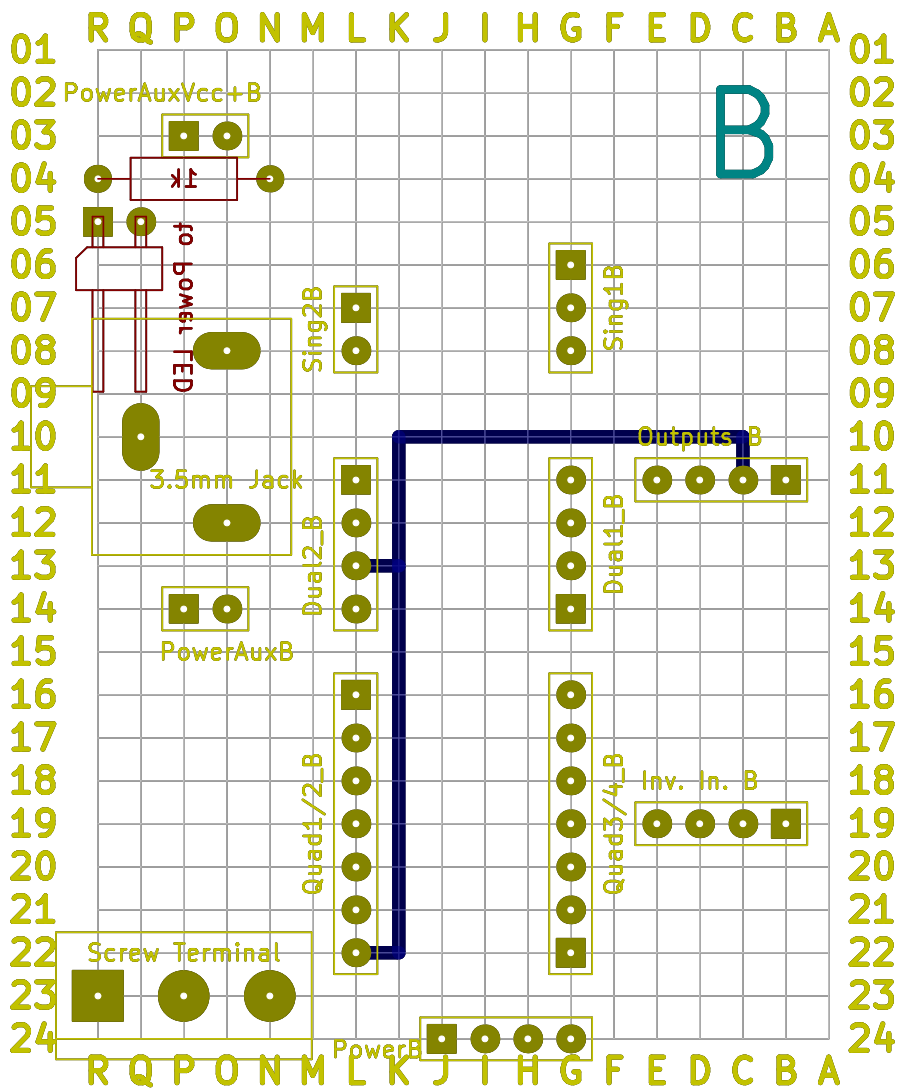 R Q P O N M L K J I H G F E D C B A
01 01
02 PowerAuxVcc+B 02
B
03 03
04 1k 04
05 05
to Power LED
06 06
Sing2B
Sing1B
07 07
08 08
09 09
10 Outputs B 10
11 3.5mm Jack 11
12 12
Dual2_B
Dual1_B
13 13
14 14
15 PowerAuxB 15
16 16
17 17
18 Inv. In. B 18
Quad1/2_B
Quad3/4_B
19 19
20 20
21 21
22 Screw Terminal 22
23 23
24 PowerB 24
R Q P O N M L K J I H G F E D C B A